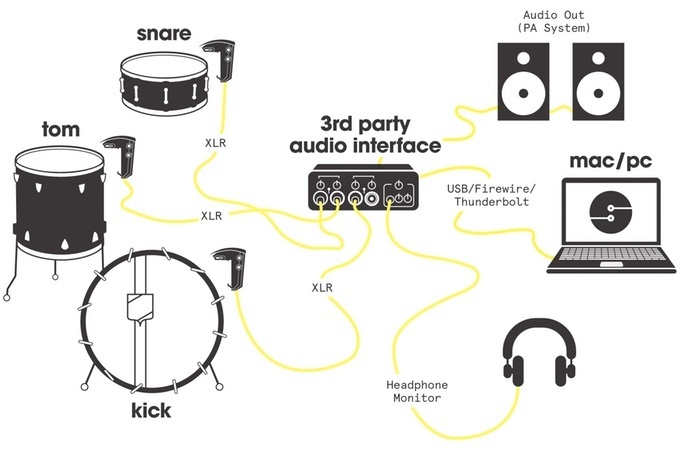 Audio Out
(PA System)
snare
tom
XLR
3rd party
audio interface
mac/pc
USB/Firewire/
Thunderbolt
XLR
XLR
Headphone
Monitor
kick